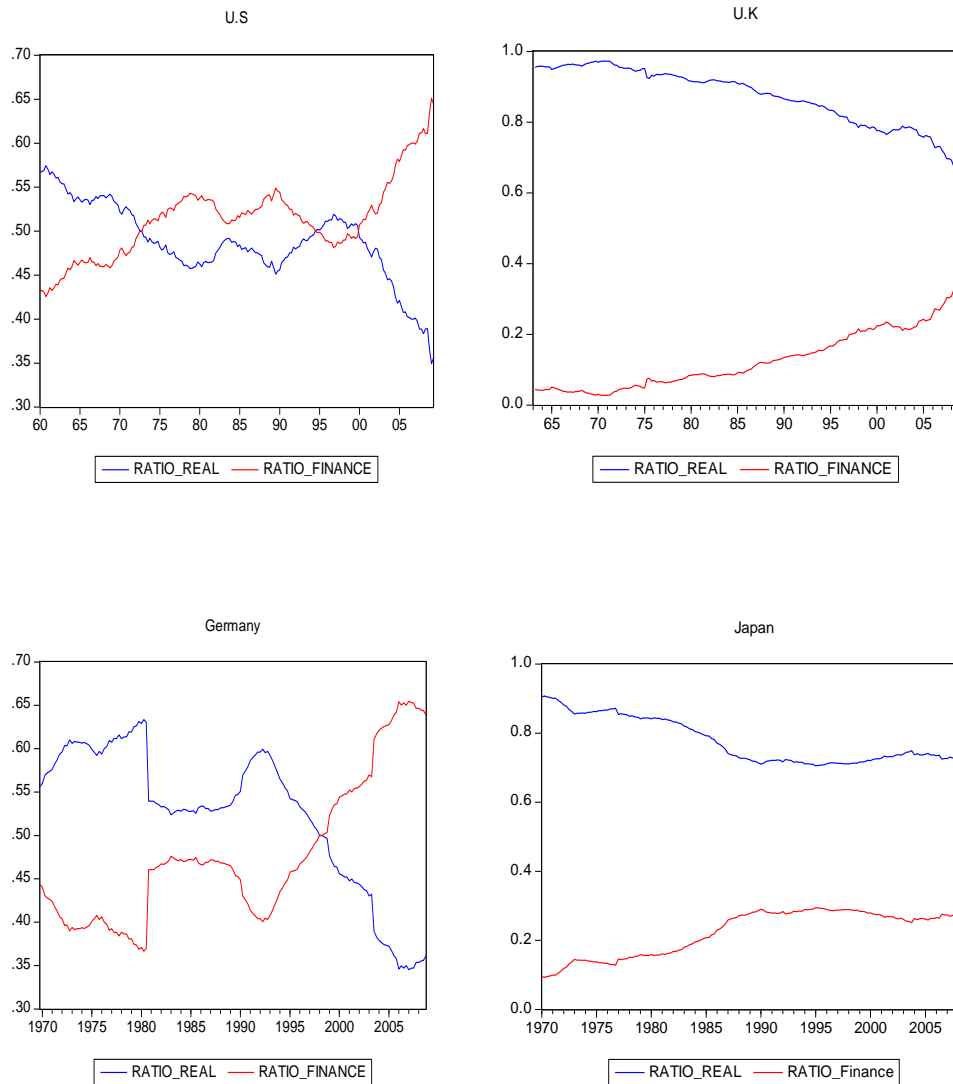 U.S
.70
.65
.60
.55
.50
.45
.40
.35
.30
60 65 70 75 80 85 90 95 00 05
RATIO_REAL RATIO_FINANCE
U.K
1.0
0.8
0.6
0.4
0.2
0.0
65 70 75 80 85 90 95 00 05
RATIO_REAL RATIO_FINANCE
Germany
.70
.65
.60
.55
.50
.45
.40
.35
.30
1970 1975 1980 1985 1990 1995 2000 2005
RATIO_REAL RATIO_FINANCE
Japan
1.0
0.8
0.6
0.4
0.2
0.0
1970 1975 1980 1985 1990 1995 2000 2005
RATIO_REAL RATIO_Finance